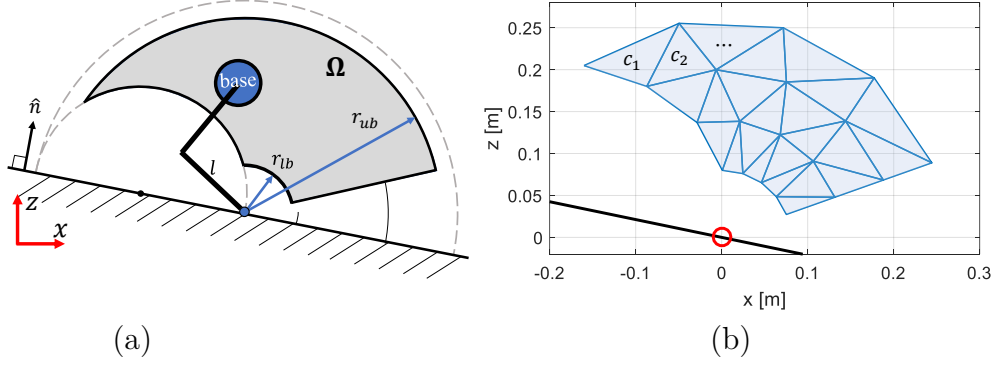 Ω
base
n̂
r_ub
r_lb
l
z
x
(a)
0.25
0.2
0.15
0.1
0.05
0
z [m]
c_1
c_2
...
-0.2
-0.1
0
0.1
0.2
0.3
x [m]
(b)